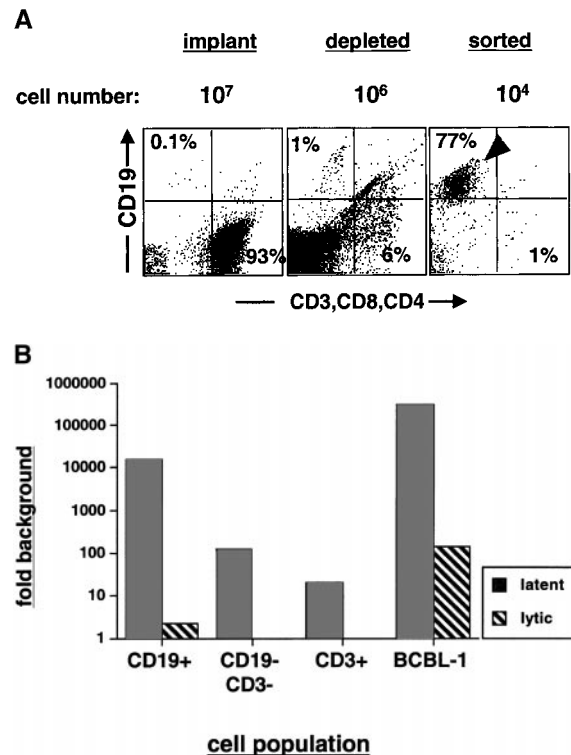 A
implant depleted sorted
cell number: 10⁷ 10⁶ 10⁴
0.1% 1% 77%
CD19
93% 6% 1%
CD3,CD8,CD4
B
1000000
100000
10000
1000
100
10
1
fold background
latent
lytic
CD19+ CD19- CD3+ BCBL-1
CD3-
cell population